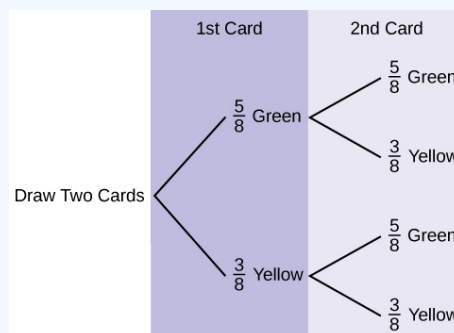 1st Card 2nd Card
5/8 Green
5/8 Green
3/8 Yellow
Draw Two Cards
5/8 Green
3/8 Yellow
3/8 Yellow